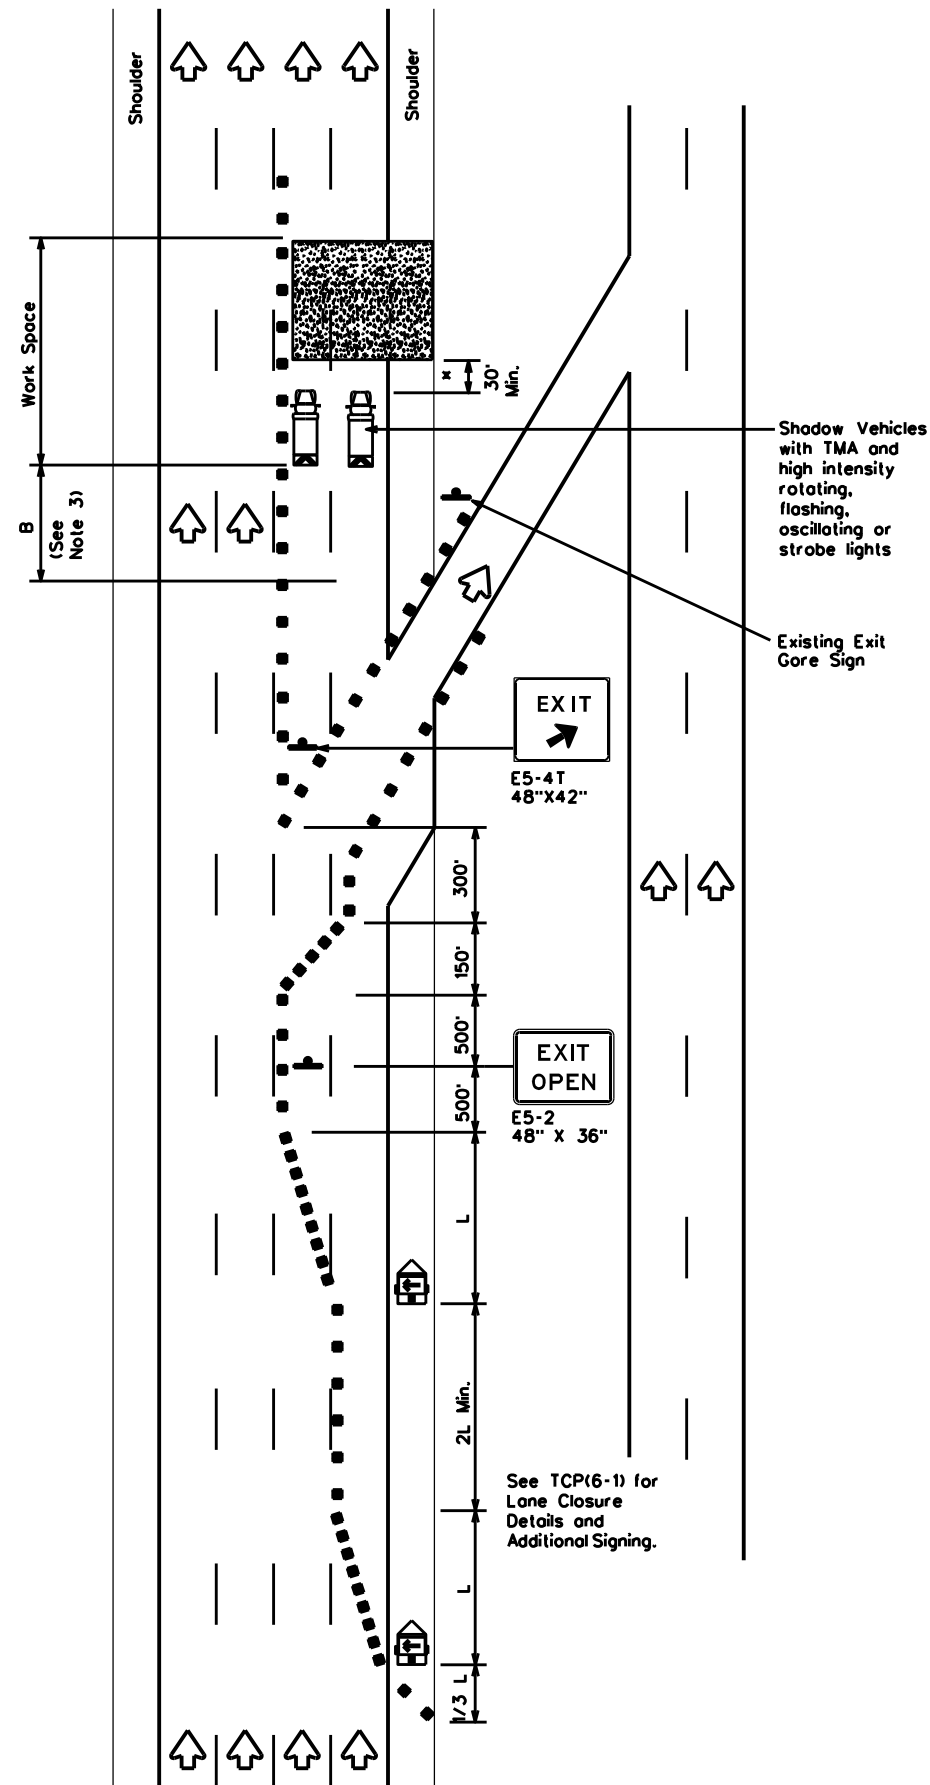 Shoulder
Shoulder
Work Space
x
30'
Min.
Shadow Vehicles
with TMA and
high intensity
rotating,
flashing,
oscillating or
strobe lights
B
(See
Note 3)
Existing Exit
Gore Sign
EXIT
E5-4T
48"X42"
300'
150'
500'
EXIT
OPEN
500'
E5-2
48" X 36"
L
2L Min.
See TCP(6-1) for
Lane Closure
Details and
Additional Signing.
L
1/3 L